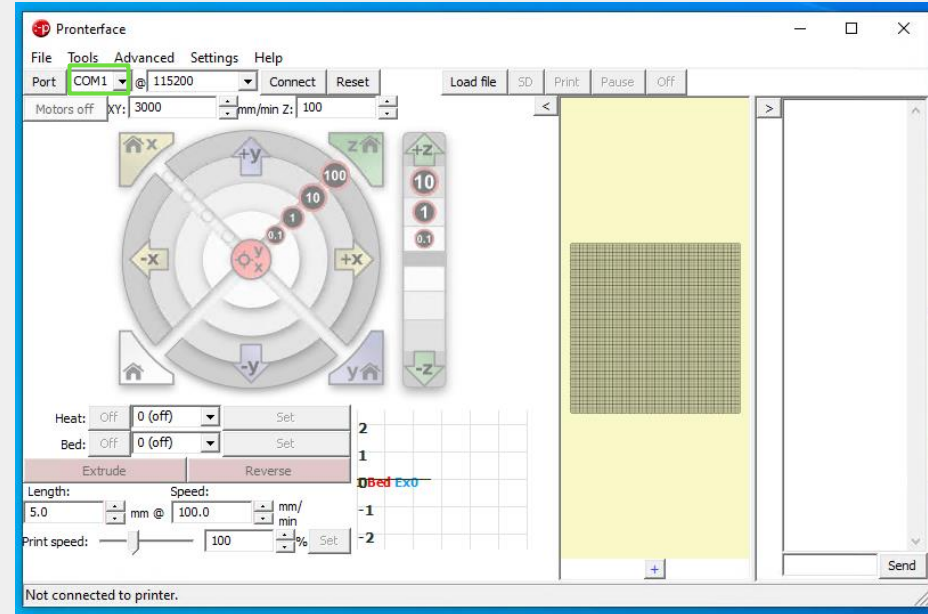 Pronterface
File Tools Advanced Settings Help
Port COM1 @ 115200 Connect Reset Load file SD Print Pause Off
Motors off XY: 3000 mm/min Z: 100 < >
x +y z +z
100 10
10 1
1 0.1
0.1
-x y x +x
-y y -z
Heat: Off 0 (off) Set
Bed: Off 0 (off) Set
Extrude Reverse
Length: Speed:
5.0 mm @ 100.0 mm/ min
Print speed: 100 % Set
2
1
0 Bed Ex0
-1
-2
+
Send
Not connected to printer.